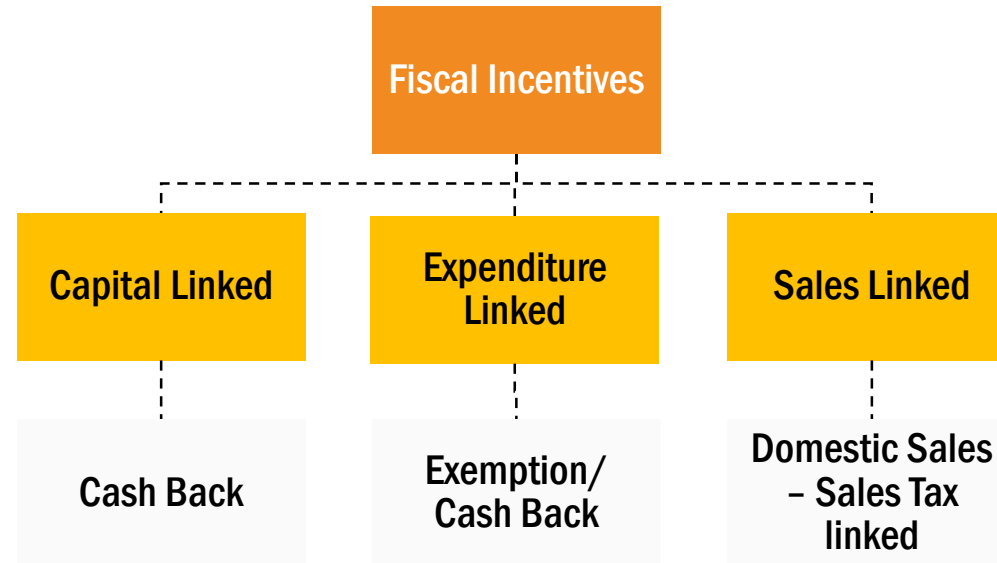 Fiscal Incentives
Capital Linked
Expenditure
Linked
Sales Linked
Cash Back
Exemption/
Cash Back
Domestic Sales
– Sales Tax
linked